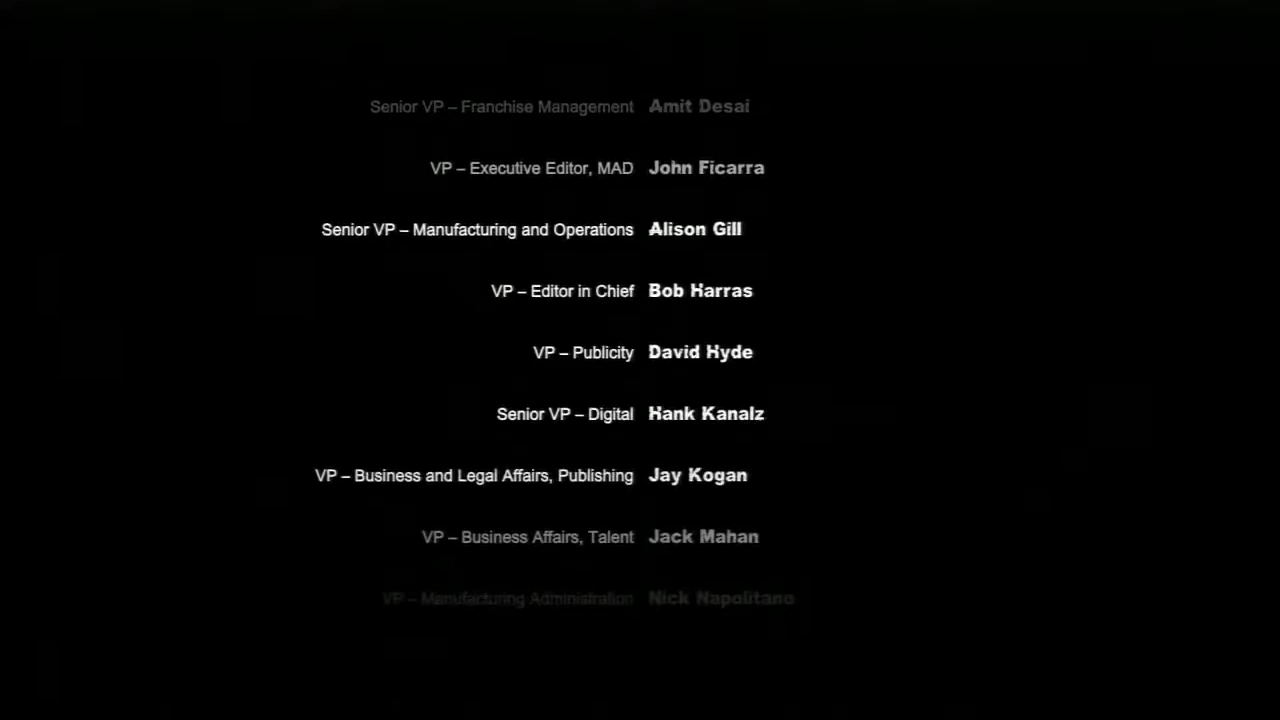 Senior VP – Franchise Management Amit Desai
VP – Executive Editor, MAD John Ficarra
Senior VP – Manufacturing and Operations Alison Gill
VP – Editor in Chief Bob Harras
VP – Publicity David Hyde
Senior VP – Digital Hank Kanalz
VP – Business and Legal Affairs, Publishing Jay Kogan
VP – Business Affairs, Talent Jack Mahan
VP – Manufacturing Administration Nick Napolitano